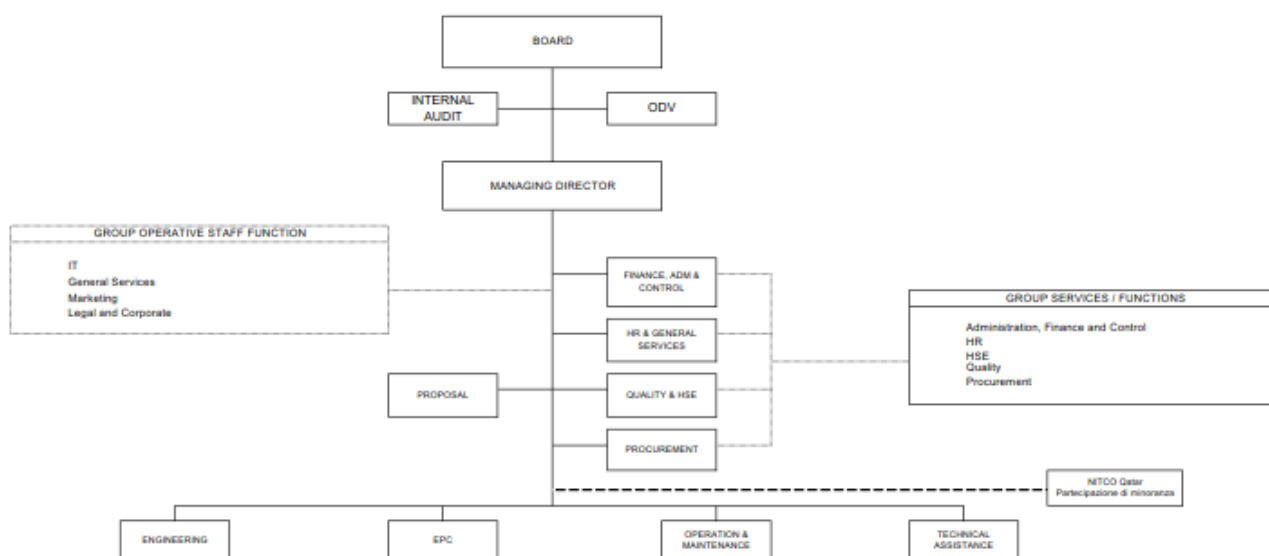 BOARD
INTERNAL
AUDIT
ODV
MANAGING DIRECTOR
GROUP OPERATIVE STAFF FUNCTION
IT
General Services
Marketing
Legal and Corporate
FINANCE, ADM &
CONTROL
HR & GENERAL
SERVICES
PROPOSAL
QUALITY & HSE
PROCUREMENT
GROUP SERVICES / FUNCTIONS
Administration, Finance and Control
HR
HSE
Quality
Procurement
NITCO Qatar
Partecipazione di minoranza
ENGINEERING
EPC
OPERATION &
MAINTENANCE
TECHNICAL
ASSISTANCE